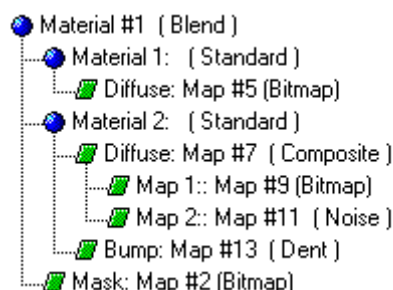 Material #1 ( Blend )
Material 1: ( Standard )
Diffuse: Map #5 (Bitmap)
Material 2: ( Standard )
Diffuse: Map #7 ( Composite )
Map 1:: Map #9 (Bitmap)
Map 2:: Map #11 ( Noise )
Bump: Map #13 ( Dent )
Mask: Map #2 (Bitmap)